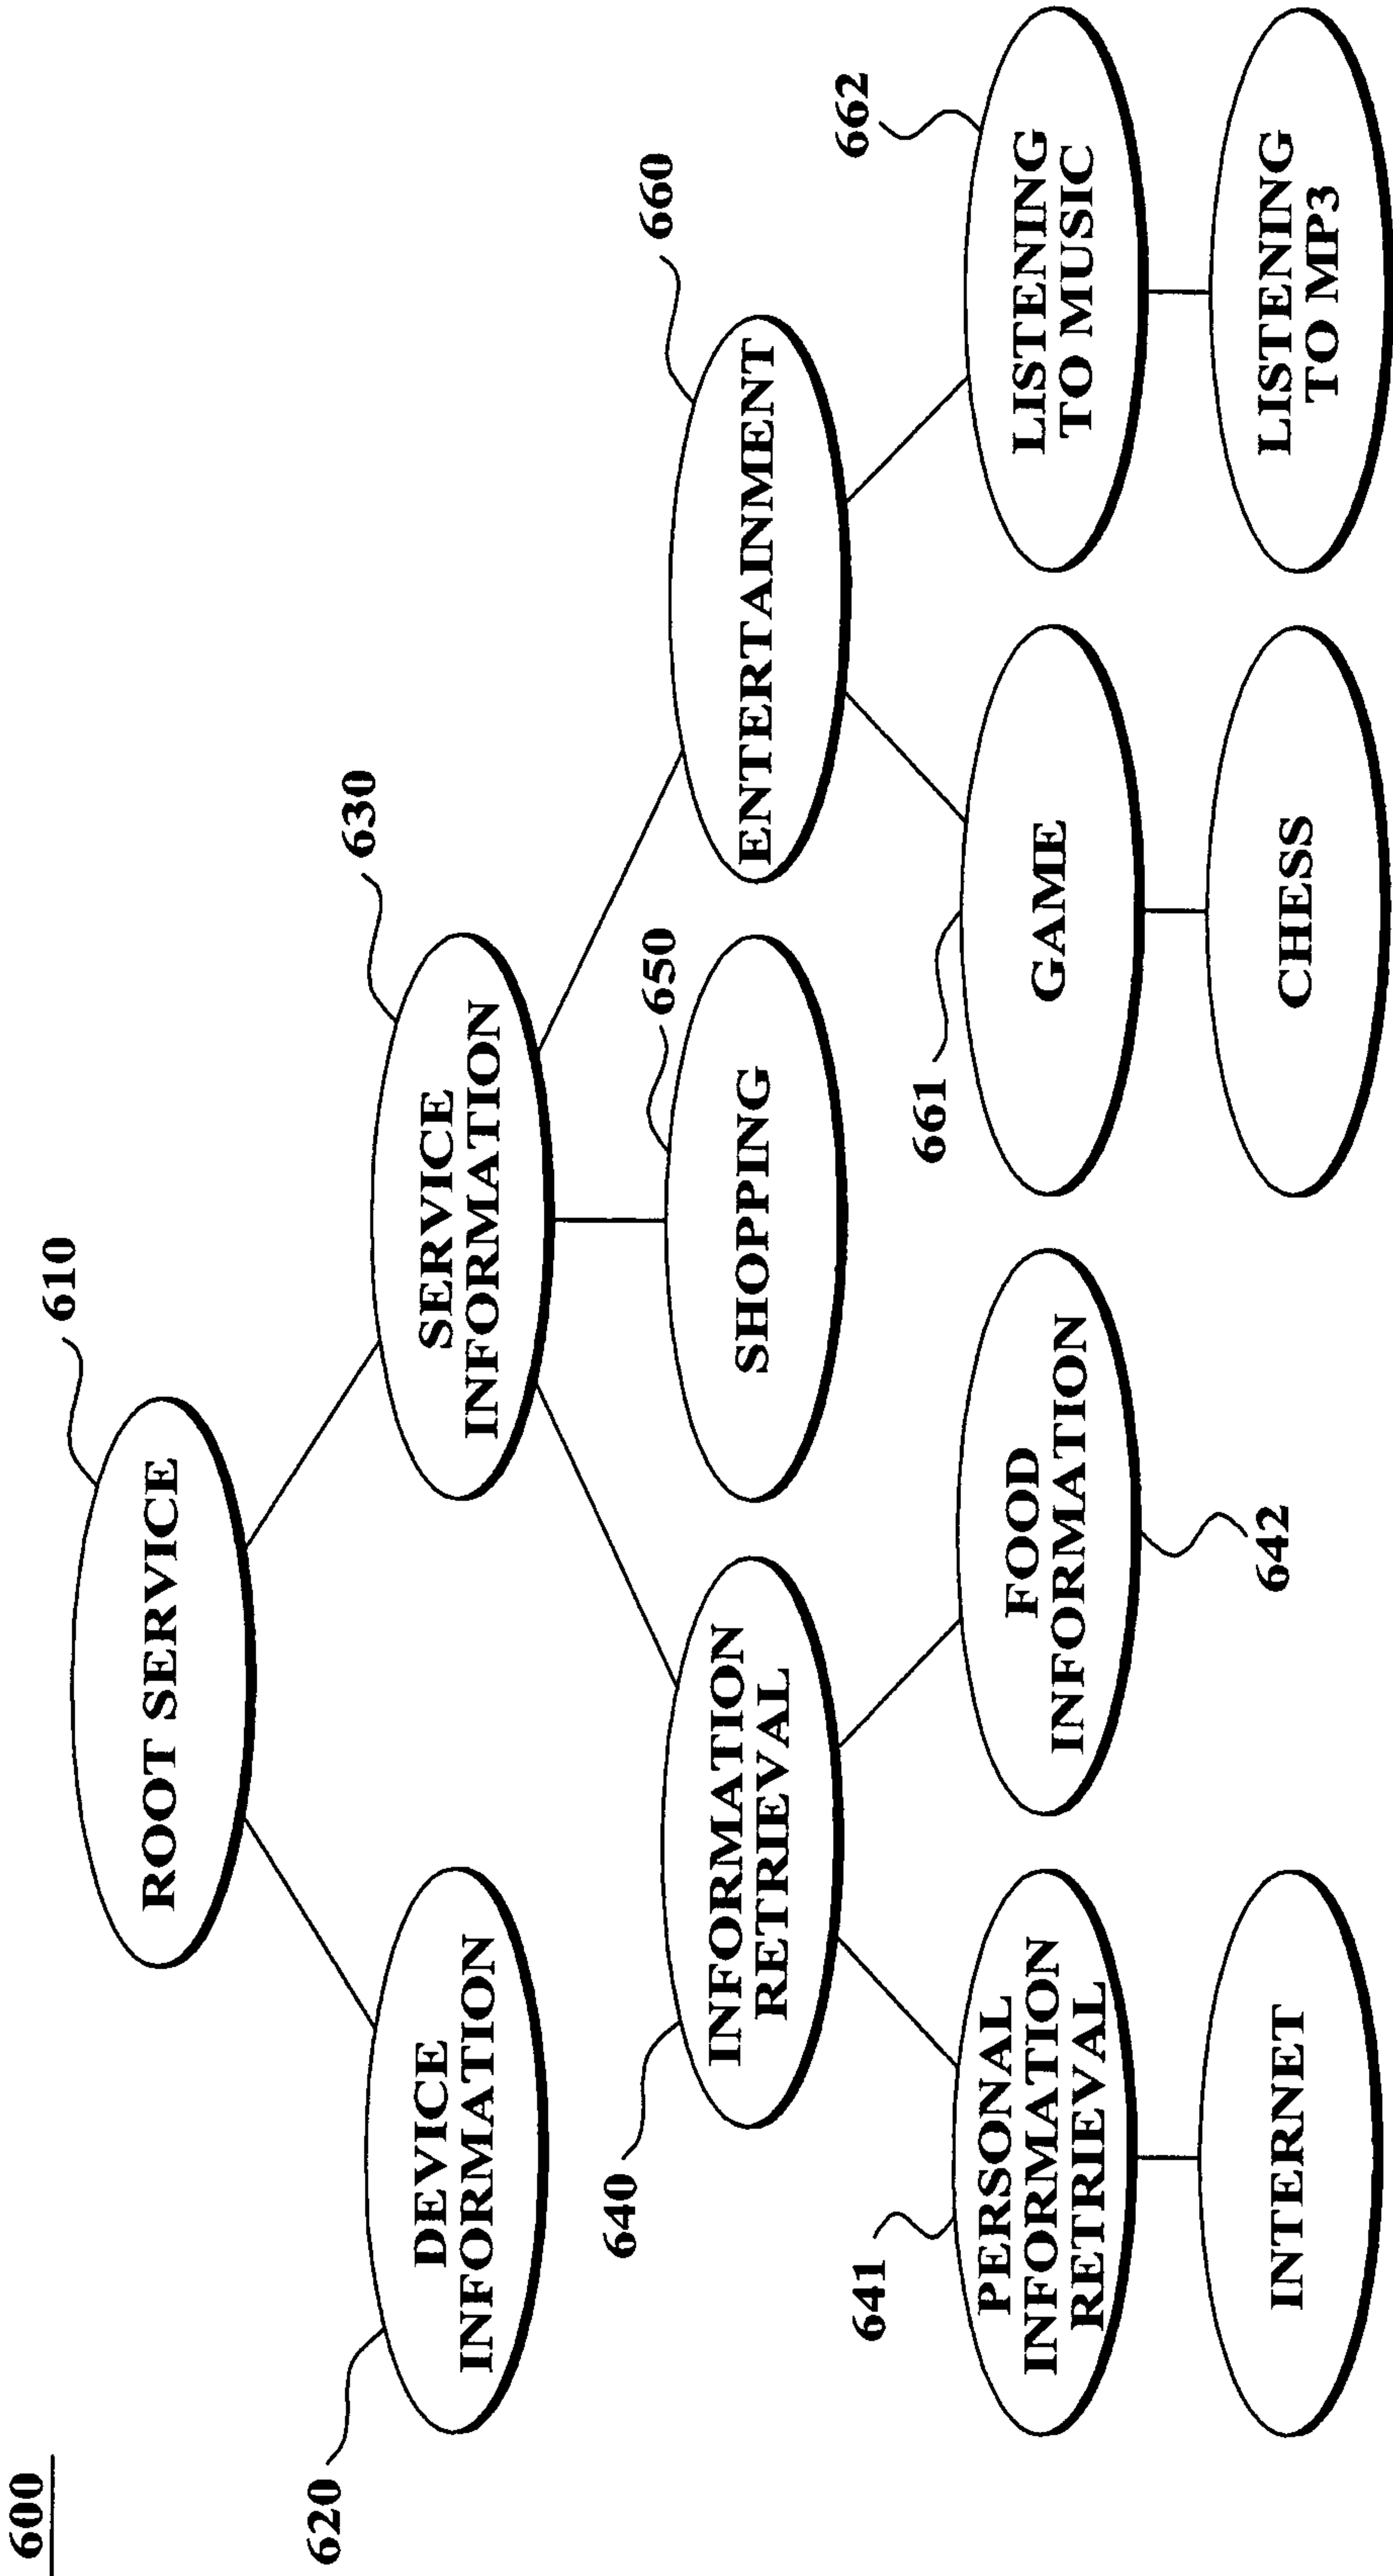 600
610
ROOT SERVICE
620
DEVICE
INFORMATION
630
SERVICE
INFORMATION
640
INFORMATION
RETRIEVAL
650
SHOPPING
660
ENTERTAINMENT
641
PERSONAL
INFORMATION
RETRIEVAL
FOOD
INFORMATION
642
661
GAME
662
LISTENING
TO MUSIC
INTERNET
CHESS
LISTENING
TO MP3